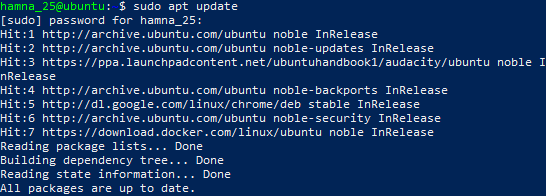 hamna_25@ubuntu:~$ sudo apt update
[sudo] password for hamna_25:
Hit:1 http://archive.ubuntu.com/ubuntu noble InRelease
Hit:2 http://archive.ubuntu.com/ubuntu noble-updates InRelease
Hit:3 https://ppa.launchpadcontent.net/ubuntuhandbook1/audacity/ubuntu noble I
nRelease
Hit:4 http://archive.ubuntu.com/ubuntu noble-backports InRelease
Hit:5 http://dl.google.com/linux/chrome/deb stable InRelease
Hit:6 http://archive.ubuntu.com/ubuntu noble-security InRelease
Hit:7 https://download.docker.com/linux/ubuntu noble InRelease
Reading package lists... Done
Building dependency tree... Done
Reading state information... Done
All packages are up to date.